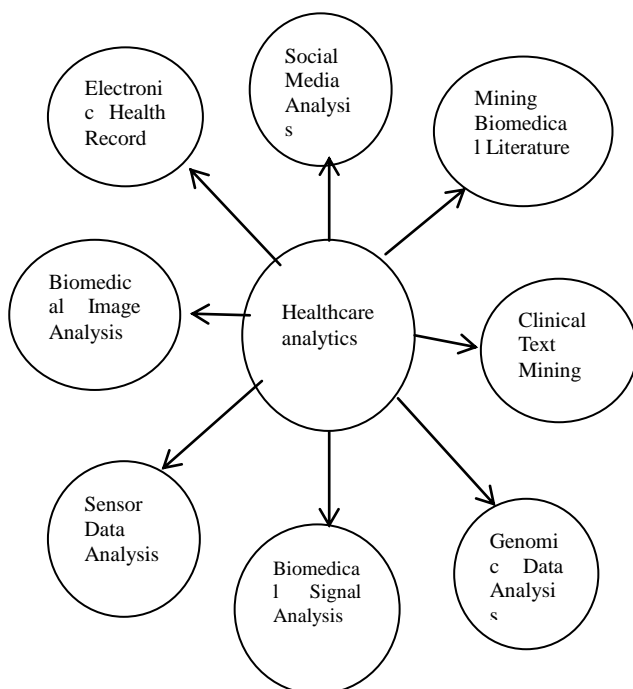 Social
Media
Analysi
s
Electroni
c Health
Record
Mining
Biomedica
l Literature
Biomedic
al Image
Analysis
Healthcare
analytics
Clinical
Text
Mining
Sensor
Data
Analysis
Biomedica
l Signal
Analysis
Genomi
c Data
Analysi
s